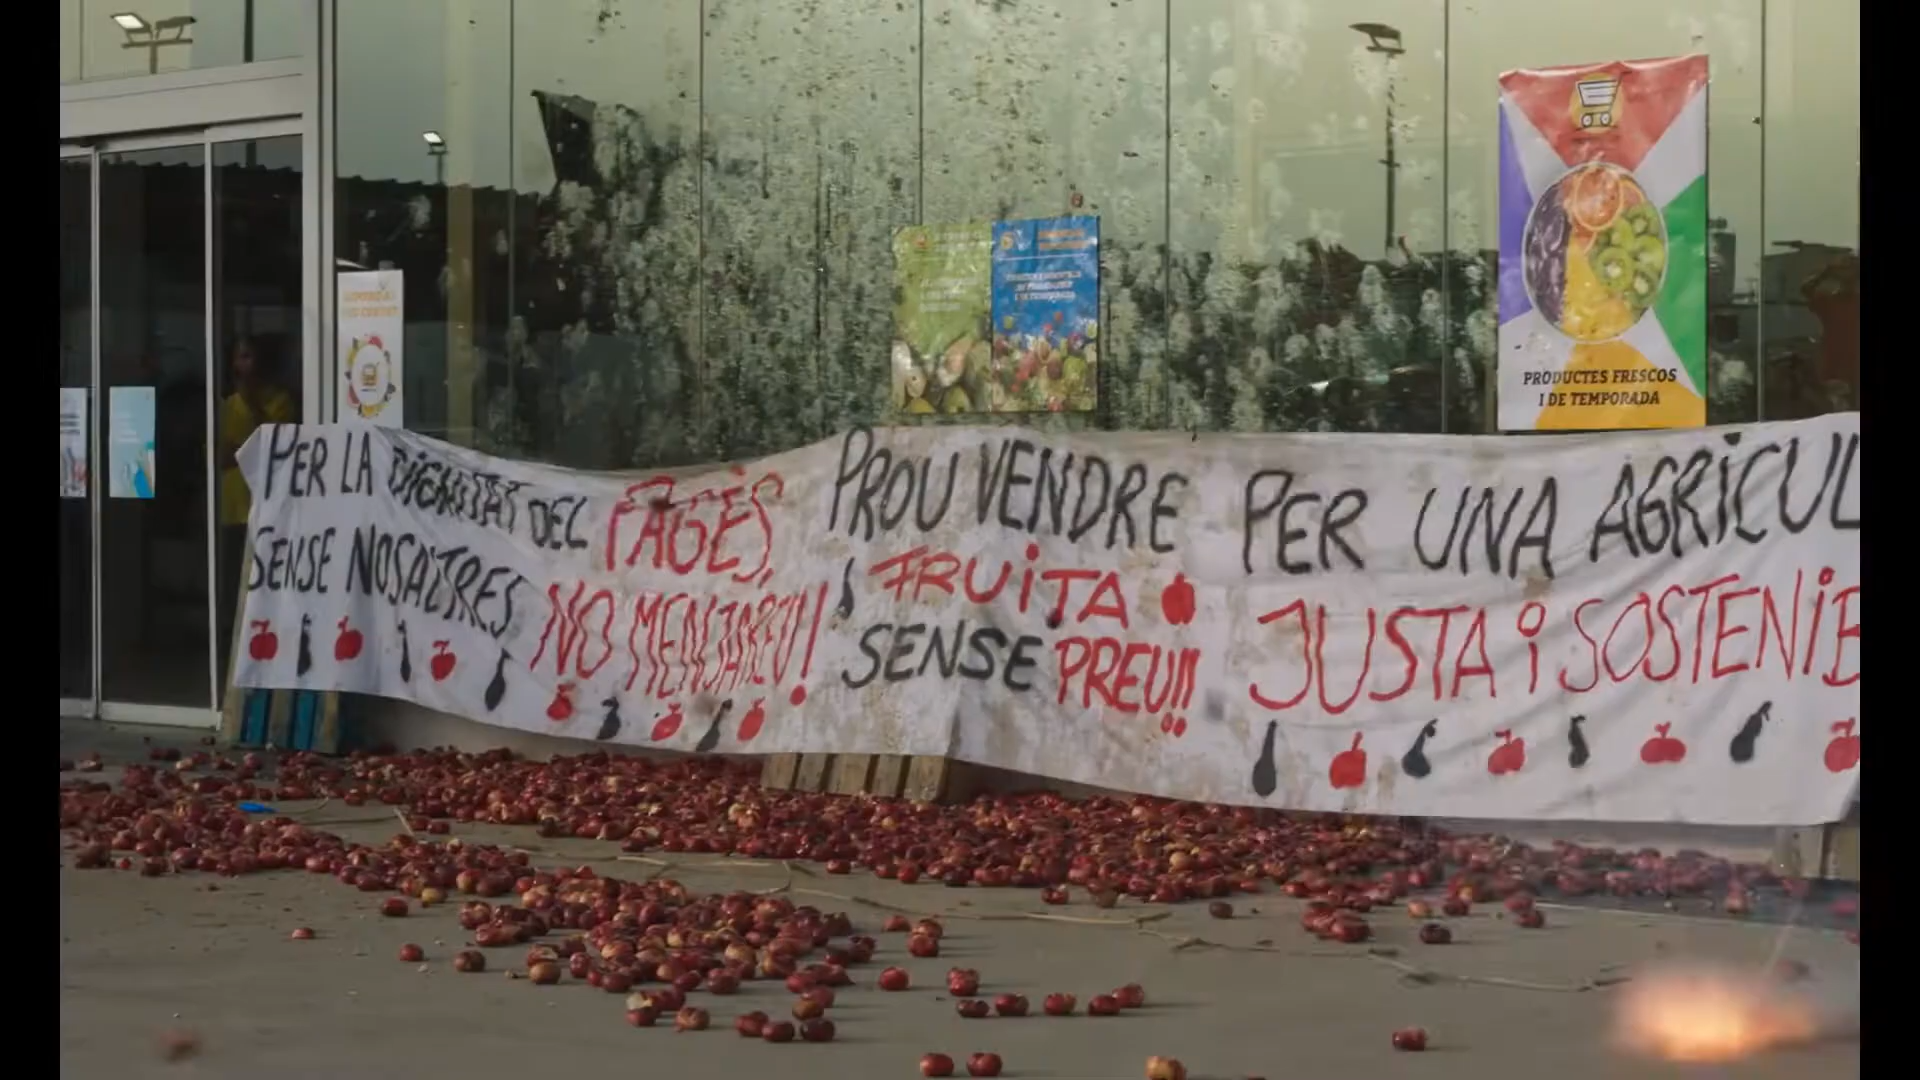 PER LA DIGNITAT DEL PAGÈS,
SENSE NOSALTRES NO MENJAREU!
PROU VENDRE
FRUITA
SENSE PREU!!
PER UNA AGRICUL
JUSTA i SOSTENiB
PRODUCTES FRESCOS
I DE TEMPORADA